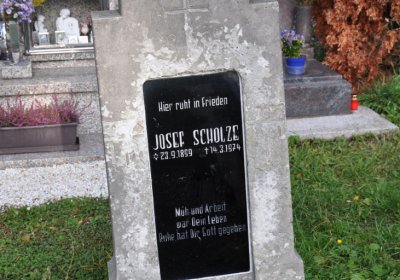 Hier ruht in Frieden
JOSEF SCHOLZE
✩23.9.1899 ✝14.3.1974
Müh und Arbeit
war Dein Leben
Ruhe hat Dir Gott gegeben